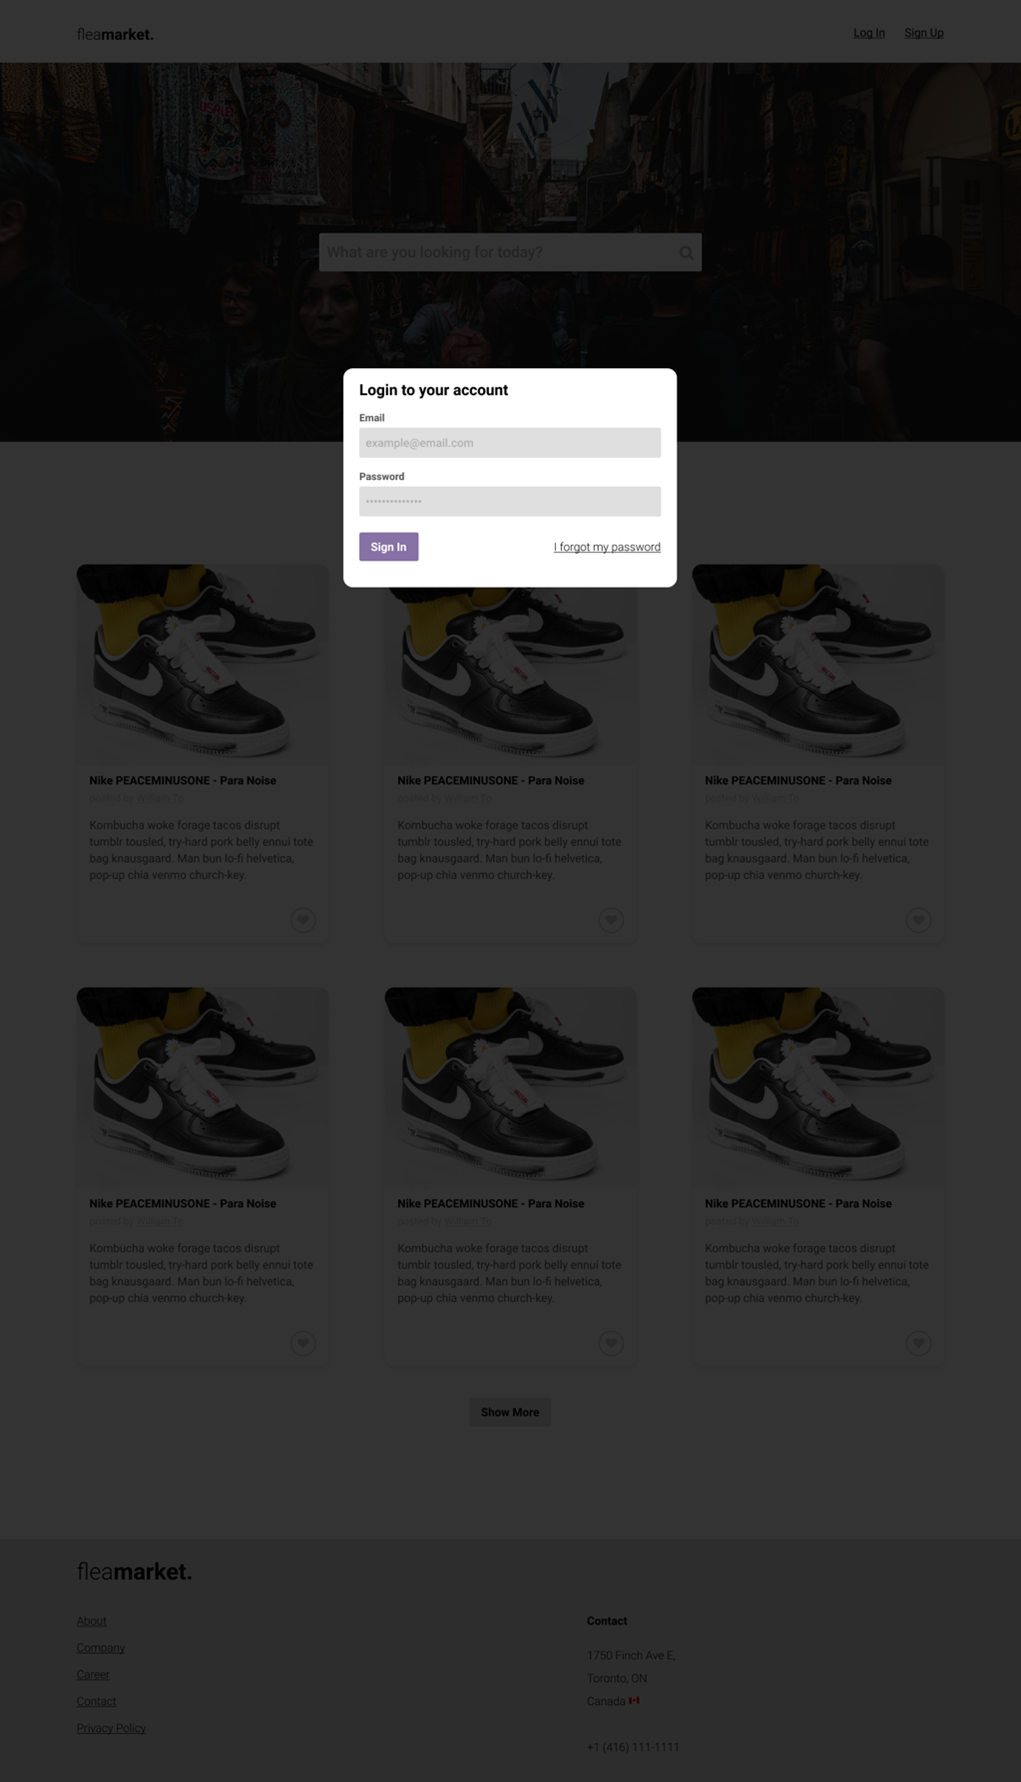 fleamarket.
Log In
Sign Up
What are you looking for today?
Login to your account
Email
example@email.com
Password
••••••••••••••
Sign In
I forgot my password
Nike PEACEMINUSONE - Para Noise
posted by William To
Kombucha woke forage tacos disrupt
tumblr tousled, try-hard pork belly ennui tote
bag knausgaard. Man bun lo-fi helvetica,
pop-up chia venmo church-key.
Nike PEACEMINUSONE - Para Noise
posted by William To
Kombucha woke forage tacos disrupt
tumblr tousled, try-hard pork belly ennui tote
bag knausgaard. Man bun lo-fi helvetica,
pop-up chia venmo church-key.
Nike PEACEMINUSONE - Para Noise
posted by William To
Kombucha woke forage tacos disrupt
tumblr tousled, try-hard pork belly ennui tote
bag knausgaard. Man bun lo-fi helvetica,
pop-up chia venmo church-key.
Nike PEACEMINUSONE - Para Noise
posted by William To
Kombucha woke forage tacos disrupt
tumblr tousled, try-hard pork belly ennui tote
bag knausgaard. Man bun lo-fi helvetica,
pop-up chia venmo church-key.
Nike PEACEMINUSONE - Para Noise
posted by William To
Kombucha woke forage tacos disrupt
tumblr tousled, try-hard pork belly ennui tote
bag knausgaard. Man bun lo-fi helvetica,
pop-up chia venmo church-key.
Nike PEACEMINUSONE - Para Noise
posted by William To
Kombucha woke forage tacos disrupt
tumblr tousled, try-hard pork belly ennui tote
bag knausgaard. Man bun lo-fi helvetica,
pop-up chia venmo church-key.
Show More
fleamarket.
About
Company
Career
Contact
Privacy Policy
Contact
1750 Finch Ave E,
Toronto, ON
Canada 🇨🇦
+1 (416) 111-1111